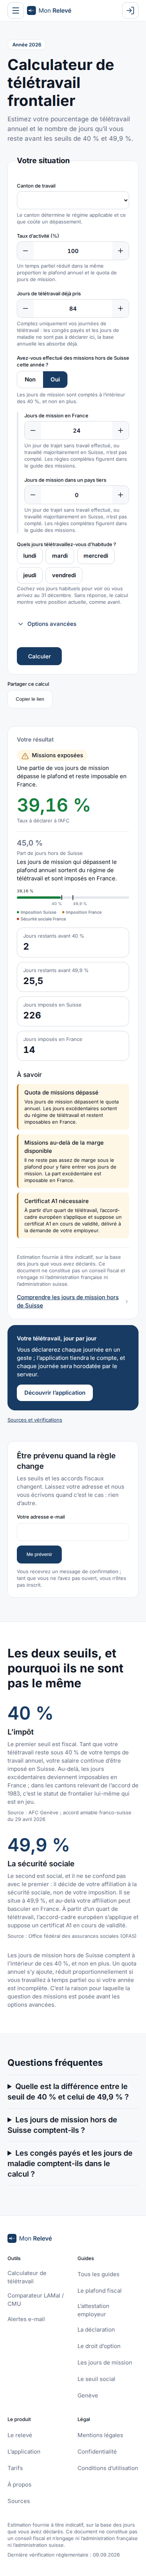 Mon Relevé
Année 2026
Calculateur de
télétravail
frontalier
Estimez votre pourcentage de télétravail
annuel et le nombre de jours qu'il vous
reste avant les seuils de 40 % et 49,9 %.
Votre situation
Canton de travail
Le canton détermine le régime applicable et ce
que coûte un dépassement.
Taux d'activité (%)
100
Un temps partiel réduit dans la même
proportion le plafond annuel et le quota de
jours de mission.
Jours de télétravail déjà pris
84
Comptez uniquement vos journées de
télétravail : les congés payés et les jours de
maladie ne sont pas à déclarer ici, la base
annuelle les absorbe déjà.
Avez-vous effectué des missions hors de Suisse
cette année ?
Non
Oui
Les jours de mission sont comptés à l'intérieur
des 40 %, et non en plus.
Jours de mission en France
24
Un jour de trajet sans travail effectué, ou
travaillé majoritairement en Suisse, n'est pas
compté. Les règles complètes figurent dans
le guide des missions.
Jours de mission dans un pays tiers
0
Un jour de trajet sans travail effectué, ou
travaillé majoritairement en Suisse, n'est pas
compté. Les règles complètes figurent dans
le guide des missions.
Quels jours télétravaillez-vous d'habitude ?
lundi
mardi
mercredi
jeudi
vendredi
Cochez vos jours habituels pour voir où vous
arrivez au 31 décembre. Sans réponse, le calcul
montre votre position actuelle, comme avant.
Options avancées
Calculer
Partager ce calcul
Copier le lien
Votre résultat
Missions exposées
Une partie de vos jours de mission
dépasse le plafond et reste imposable en
France.
39,16 %
Taux à déclarer à l'AFC
45,0 %
Part de jours hors de Suisse
Les jours de mission qui dépassent le
plafond annuel sortent du régime de
télétravail et sont imposés en France.
39,16 %
40 %
49,9 %
Imposition Suisse
Imposition France
Sécurité sociale France
Jours restants avant 40 %
2
Jours restants avant 49,9 %
25,5
Jours imposés en Suisse
226
Jours imposés en France
14
À savoir
Quota de missions dépassé
Vos jours de mission dépassent le quota
annuel. Les jours excédentaires sortent
du régime de télétravail et restent
imposables en France.
Missions au-delà de la marge
disponible
Il ne reste pas assez de marge sous le
plafond pour y faire entrer vos jours de
mission. La part excédentaire est
imposable en France.
Certificat A1 nécessaire
À partir d'un quart de télétravail, l'accord-
cadre européen s'applique et suppose un
certificat A1 en cours de validité, délivré à
la demande de votre employeur.
Estimation fournie à titre indicatif, sur la base
des jours que vous avez déclarés. Ce
document ne constitue pas un conseil fiscal et
n'engage ni l'administration française ni
l'administration suisse.
Comprendre les jours de mission hors
de Suisse
Votre télétravail, jour par jour
Vous déclarerez chaque journée en un
geste ; l'application tiendra le compte, et
chaque journée sera horodatée par le
serveur.
Découvrir l'application
Sources et vérifications
Être prévenu quand la règle
change
Les seuils et les accords fiscaux
changent. Laissez votre adresse et nous
vous écrivons quand c'est le cas : rien
d'autre.
Votre adresse e-mail
Me prévenir
Vous recevrez un message de confirmation ;
tant que vous ne l'avez pas ouvert, vous n'êtes
pas inscrit.
Les deux seuils, et
pourquoi ils ne sont
pas le même
40 %
L'impôt
Le premier seuil est fiscal. Tant que votre
télétravail reste sous 40 % de votre temps de
travail annuel, votre salaire continue d'être
imposé en Suisse. Au-delà, les jours
excédentaires deviennent imposables en
France ; dans les cantons relevant de l'accord de
1983, c'est le statut de frontalier lui-même qui
est en jeu.
Source : AFC Genève ; accord amiable franco-suisse
du 29 avril 2026
49,9 %
La sécurité sociale
Le second est social, et il ne se confond pas
avec le premier : il décide de votre affiliation à la
sécurité sociale, non de votre imposition. Il se
situe à 49,9 %, et au-delà votre affiliation peut
basculer en France. À partir d'un quart de
télétravail, l'accord-cadre européen s'applique et
suppose un certificat A1 en cours de validité.
Source : Office fédéral des assurances sociales (OFAS)
Les jours de mission hors de Suisse comptent à
l'intérieur de ces 40 %, et non en plus. Un quota
annuel s'y ajoute, réduit proportionnellement si
vous travaillez à temps partiel ou si votre année
est incomplète. C'est la raison pour laquelle la
question des missions est posée avant les
options avancées.
Questions fréquentes
Quelle est la différence entre le
seuil de 40 % et celui de 49,9 % ?
Les jours de mission hors de
Suisse comptent-ils ?
Les congés payés et les jours de
maladie comptent-ils dans le
calcul ?
Mon Relevé
Outils
Calculateur de
télétravail
Comparateur LAMal /
CMU
Alertes e-mail
Guides
Tous les guides
Le plafond fiscal
L'attestation
employeur
La déclaration
Le droit d'option
Les jours de mission
Le seuil social
Genève
Le produit
Le relevé
L'application
Tarifs
À propos
Sources
Légal
Mentions légales
Confidentialité
Conditions d'utilisation
Estimation fournie à titre indicatif, sur la base des jours
que vous avez déclarés. Ce document ne constitue pas
un conseil fiscal et n'engage ni l'administration française
ni l'administration suisse.
Dernière vérification réglementaire : 09.09.2026